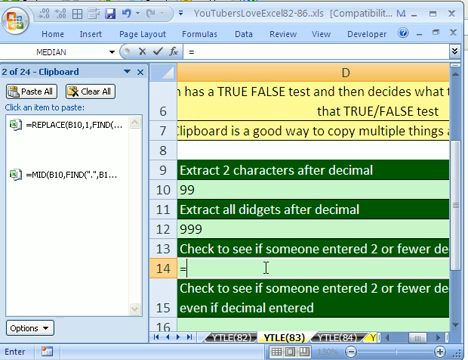 YouTubersLoveExcel82-86..xls [Compatibilit...
Home Insert Page Layout Formulas Data Review View Developer
MEDIAN =
2 of 24 - Clipboard
Paste All Clear All
Click an item to paste:
=REPLACE(B10,1,FIND(...
=MID(B10,FIND(".",B1...
Options
D
n has a TRUE FALSE test and then decides what t
6 that TRUE/FALSE test
7 Clipboard is a good way to copy multiple things a
8
9 Extract 2 characters after decimal
10 99
11 Extract all didgets after decimal
12 999
13 Check to see if someone entered 2 or fewer de
14 =
Check to see if someone entered 2 or fewer de
15 even if decimal entered
16
YTLE(82) YTLE(83) YTLE(84) Y
Enter 130%